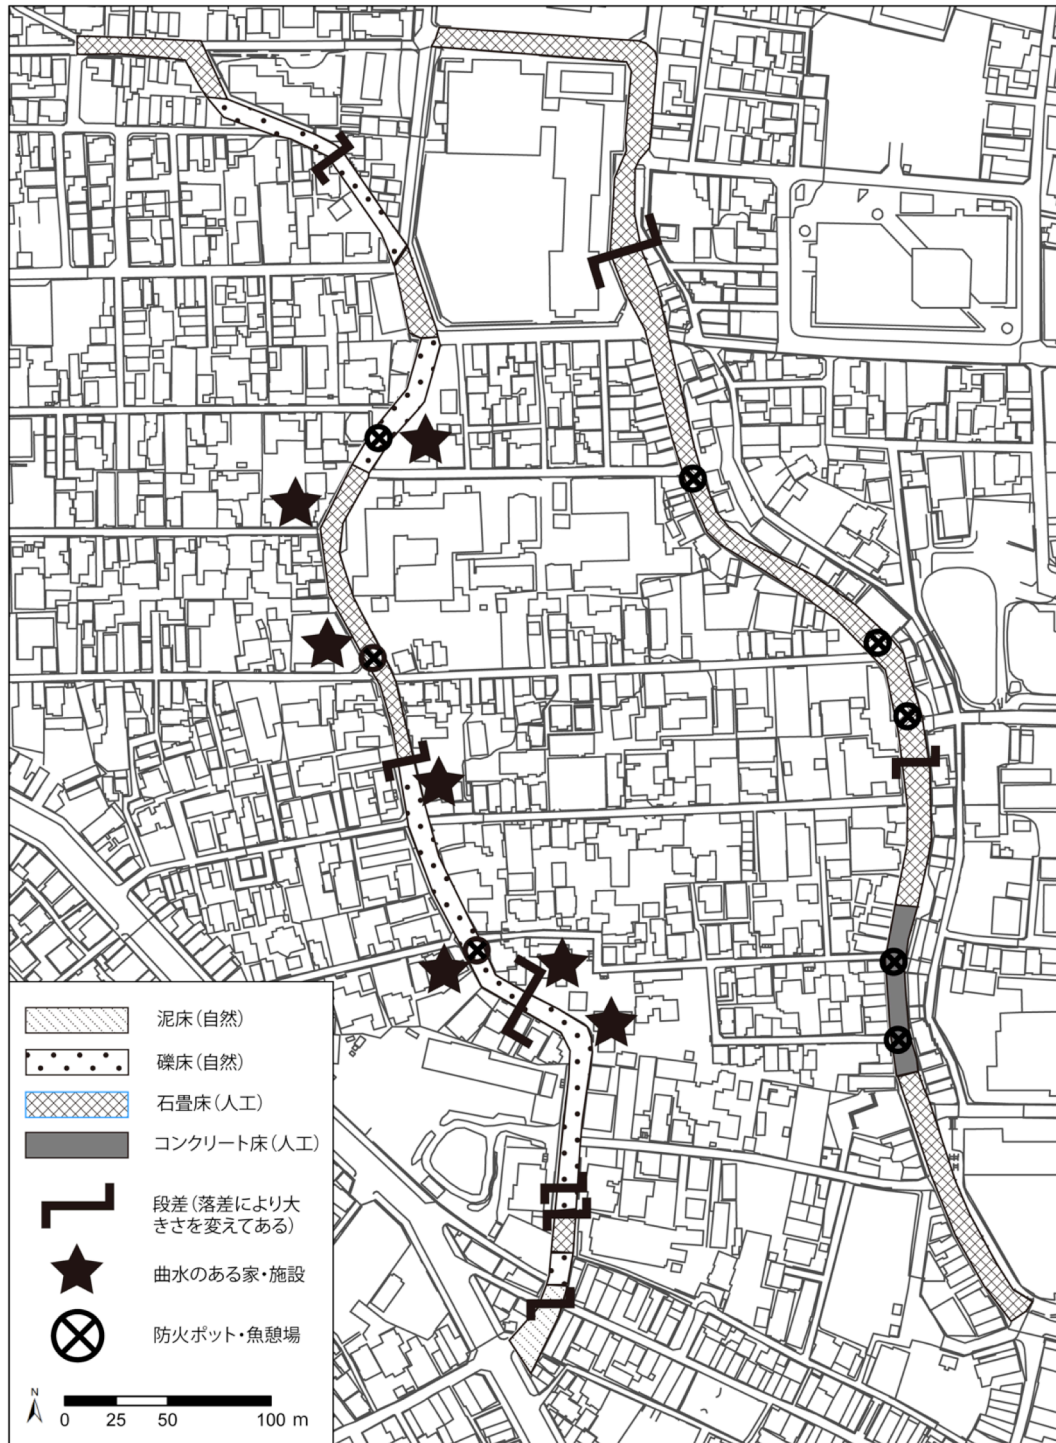 泥床(自然)
礫床(自然)
石畳床(人工)
コンクリート床(人工)
段差(落差により大
きさを変えてある)
曲水のある家・施設
防火ポット・魚憩場
N
0 25 50 100 m